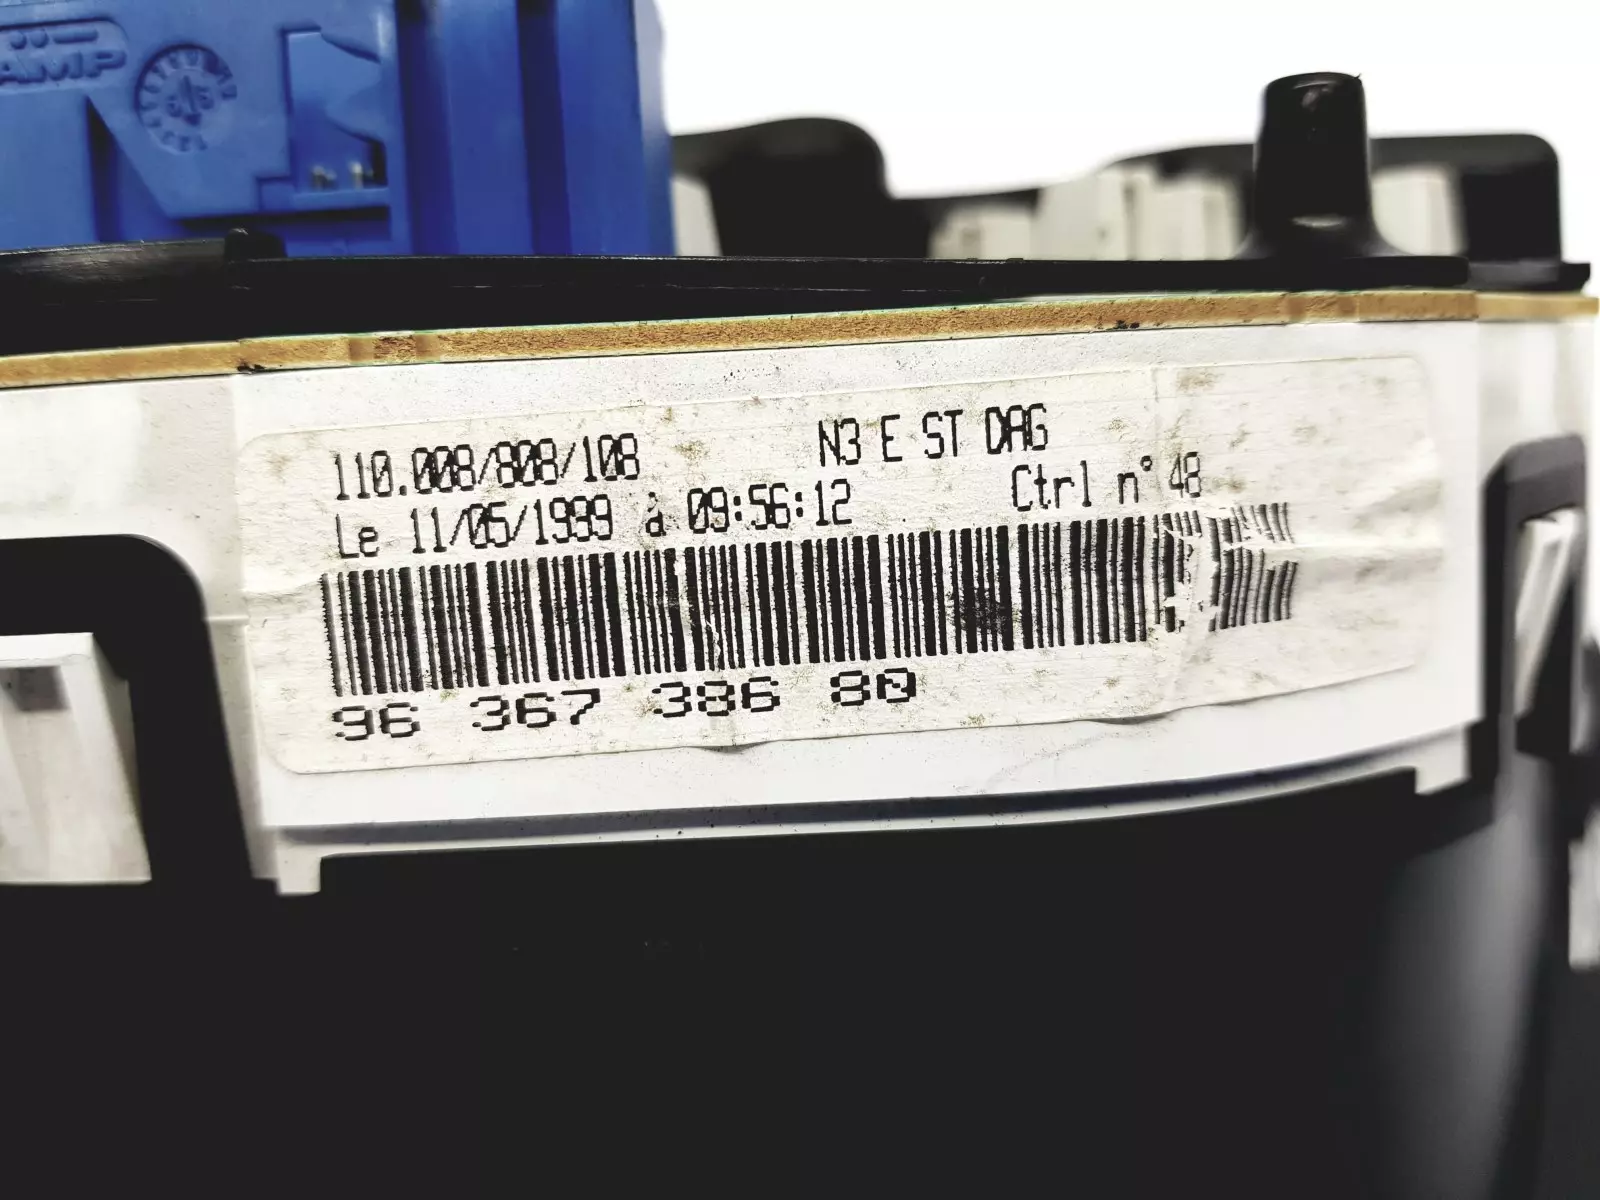 AMP
110.008/808/108 N3 E ST DAG
Le 11/05/1999 à 09:56:12 Ctrl n° 48
96 367 386 80